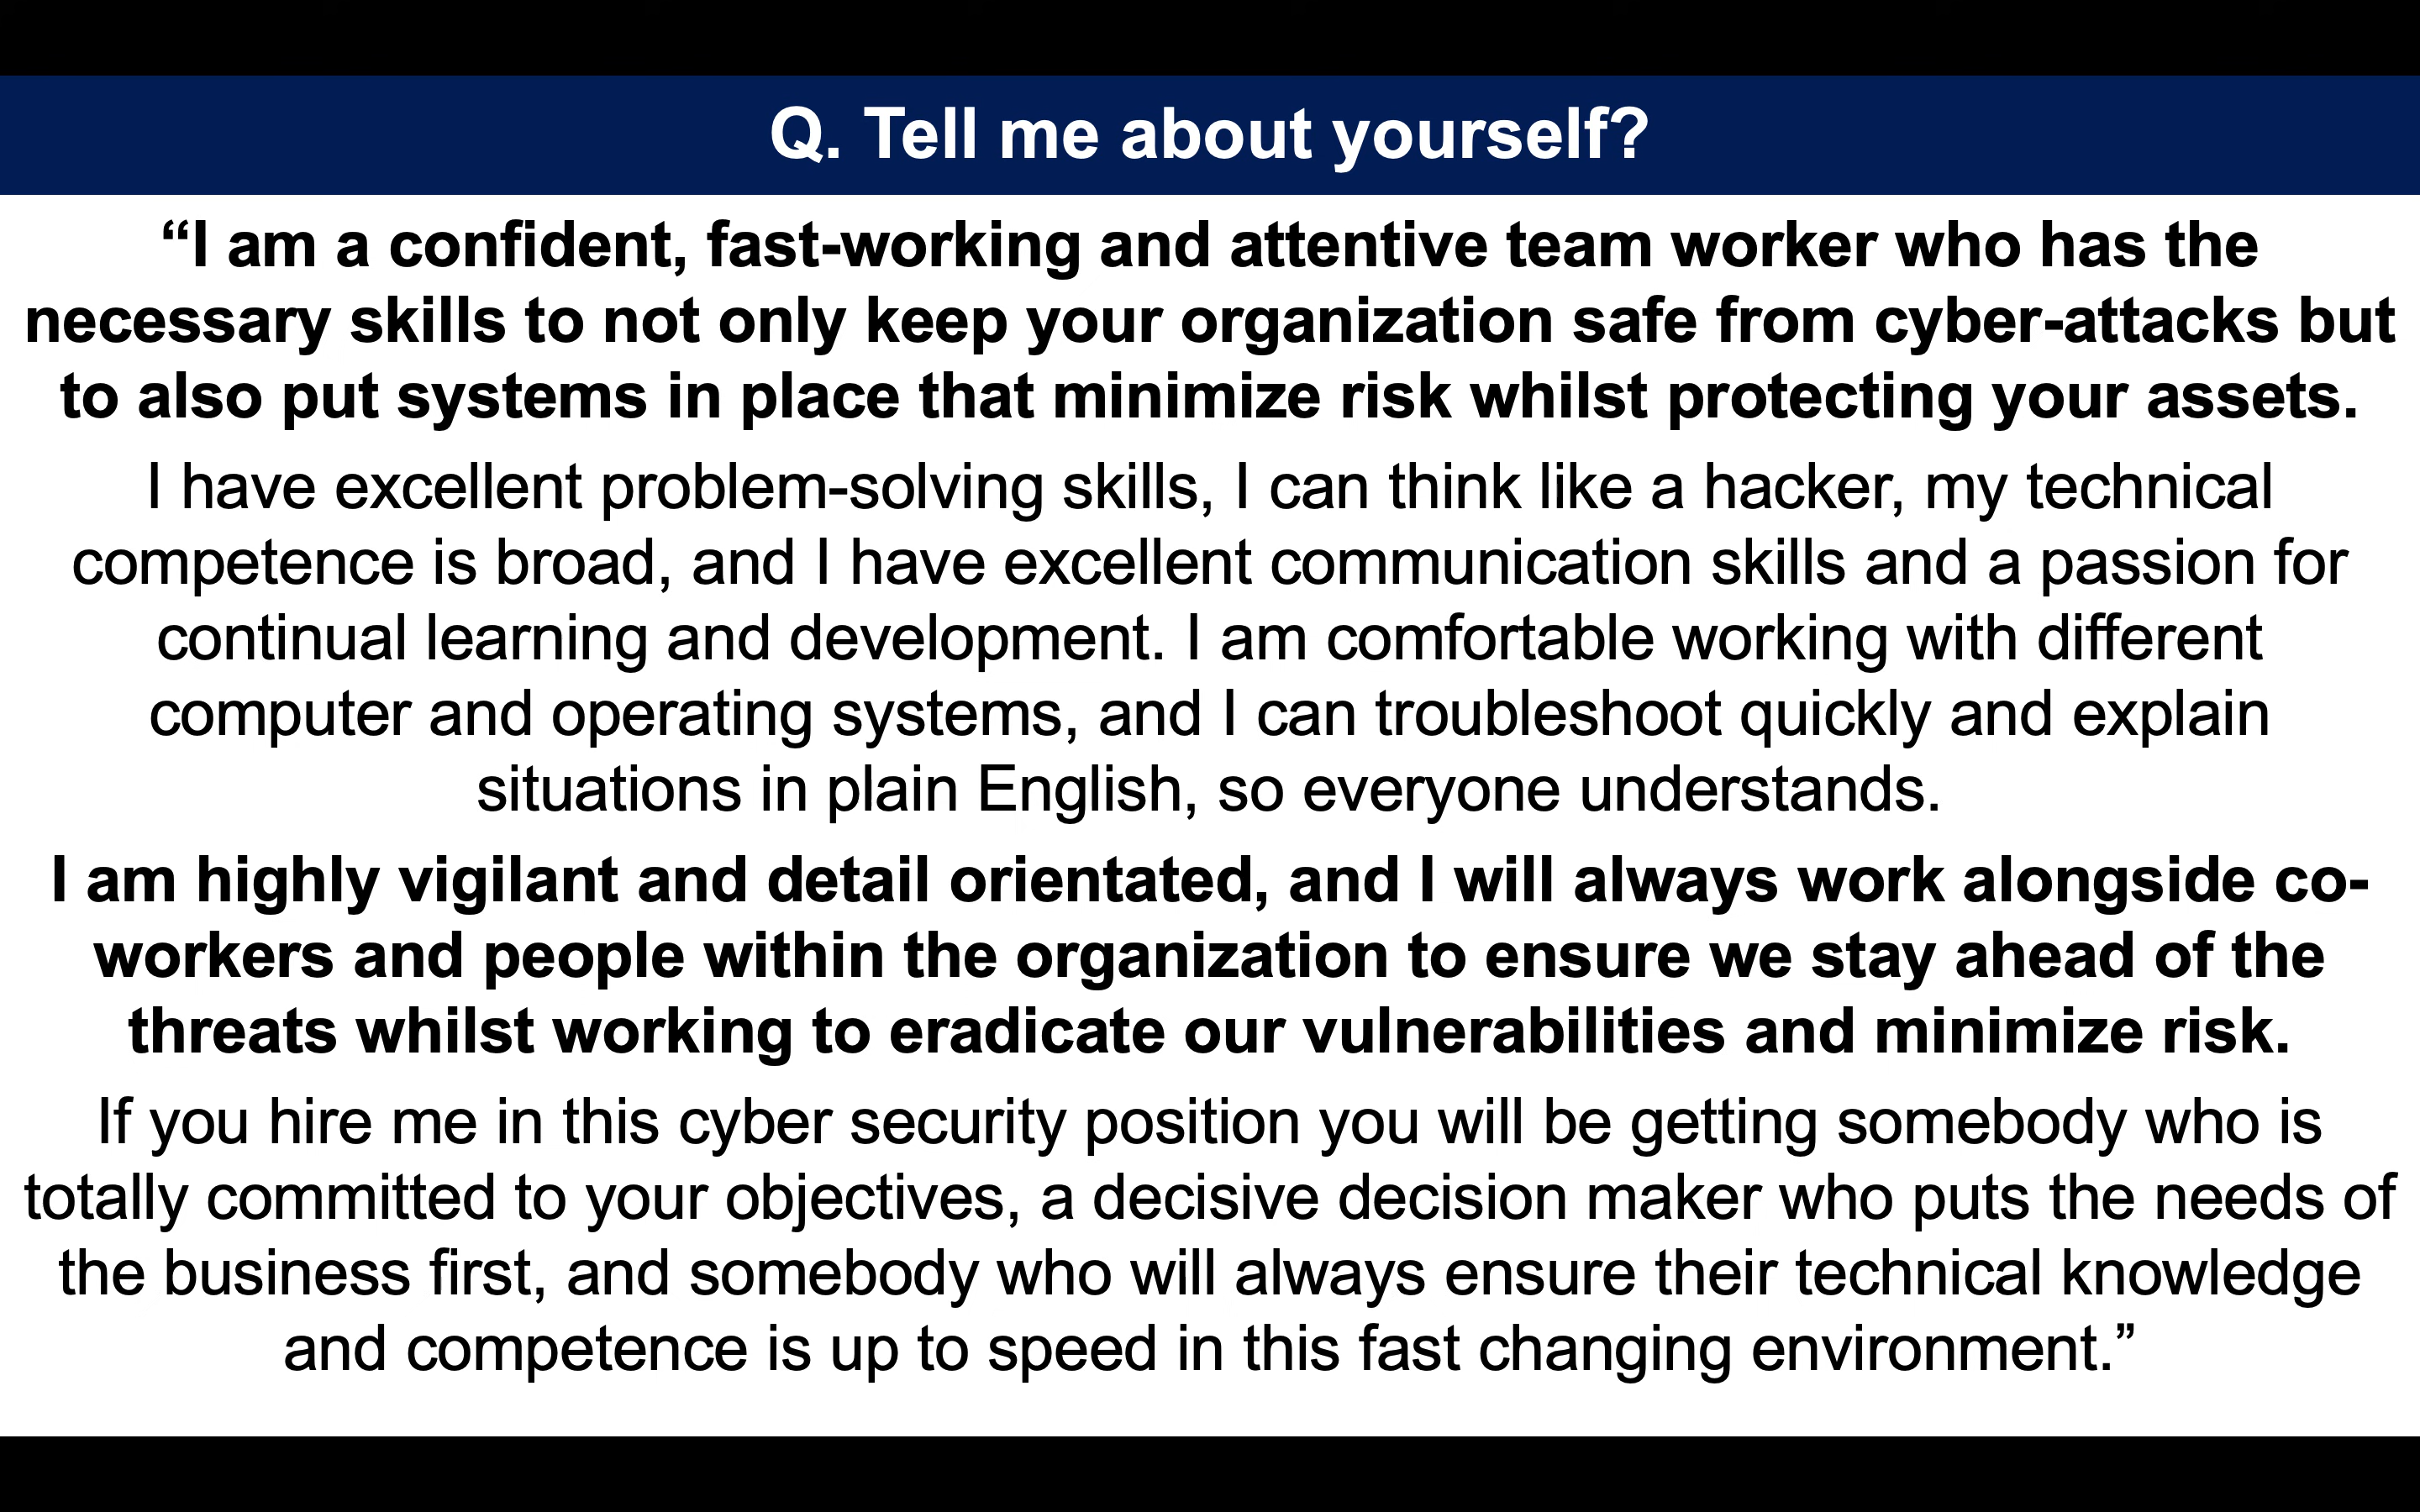 Q. Tell me about yourself?
“I am a confident, fast-working and attentive team worker who has the
necessary skills to not only keep your organization safe from cyber-attacks but
to also put systems in place that minimize risk whilst protecting your assets.
I have excellent problem-solving skills, I can think like a hacker, my technical
competence is broad, and I have excellent communication skills and a passion for
continual learning and development. I am comfortable working with different
computer and operating systems, and I can troubleshoot quickly and explain
situations in plain English, so everyone understands.
I am highly vigilant and detail orientated, and I will always work alongside co-
workers and people within the organization to ensure we stay ahead of the
threats whilst working to eradicate our vulnerabilities and minimize risk.
If you hire me in this cyber security position you will be getting somebody who is
totally committed to your objectives, a decisive decision maker who puts the needs of
the business first, and somebody who will always ensure their technical knowledge
and competence is up to speed in this fast changing environment.”